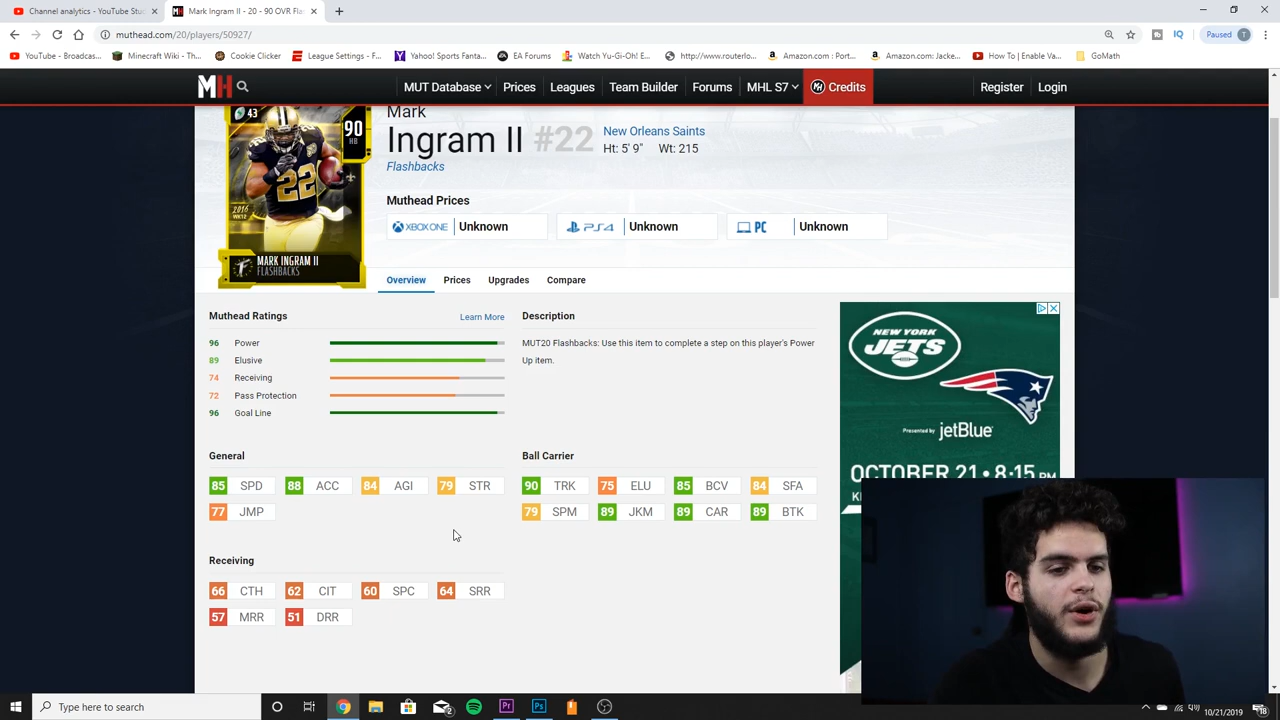 Channel analytics - YouTube Stu
Mark Ingram II - 20 - 90 OVR Fla
muthead.com/20/players/50927/
Paused
T
YouTube - Broadcas...
Minecraft Wiki - Th...
Cookie Clicker
League Settings - F...
Yahoo! Sports Fanta...
EA Forums
Watch Yu-Gi-Oh! E...
http://www.routerlo...
Amazon.com : Port...
Amazon.com: Jacke...
How To | Enable Va...
GoMath
MH
MUT Database
Prices
Leagues
Team Builder
Forums
MHL S7
Credits
Register
Login
43
90
HB
22
2016
MARK INGRAM II
FLASHBACKS
Mark
Ingram II #22
New Orleans Saints
Ht: 5' 9" Wt: 215
Flashbacks
Muthead Prices
XBOX ONE Unknown
PS4 Unknown
PC Unknown
Overview Prices Upgrades Compare
Muthead Ratings Learn More
96 Power
89 Elusive
74 Receiving
72 Pass Protection
96 Goal Line
Description
MUT20 Flashbacks: Use this item to complete a step on this player's Power
Up item.
General
85 SPD 88 ACC 84 AGI 79 STR
77 JMP
Ball Carrier
90 TRK 75 ELU 85 BCV 84 SFA
79 SPM 89 JKM 89 CAR 89 BTK
Receiving
66 CTH 62 CIT 60 SPC 64 SRR
57 MRR 51 DRR
NEW YORK
JETS
Presented by jetBlue
OCTOBER 21 • 8:15 PM
Type here to search
2
Pr
Ps
10/21/2019
18